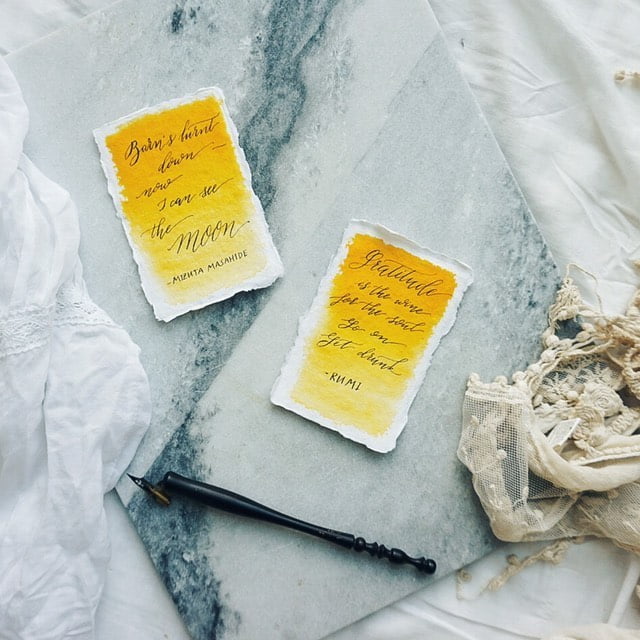 Barn's burnt
down —
now
I can see
the moon.
- MIZUTA MASAHIDE
Gratitude
is the wine
for the soul
Go on
Get drunk
- RUMI